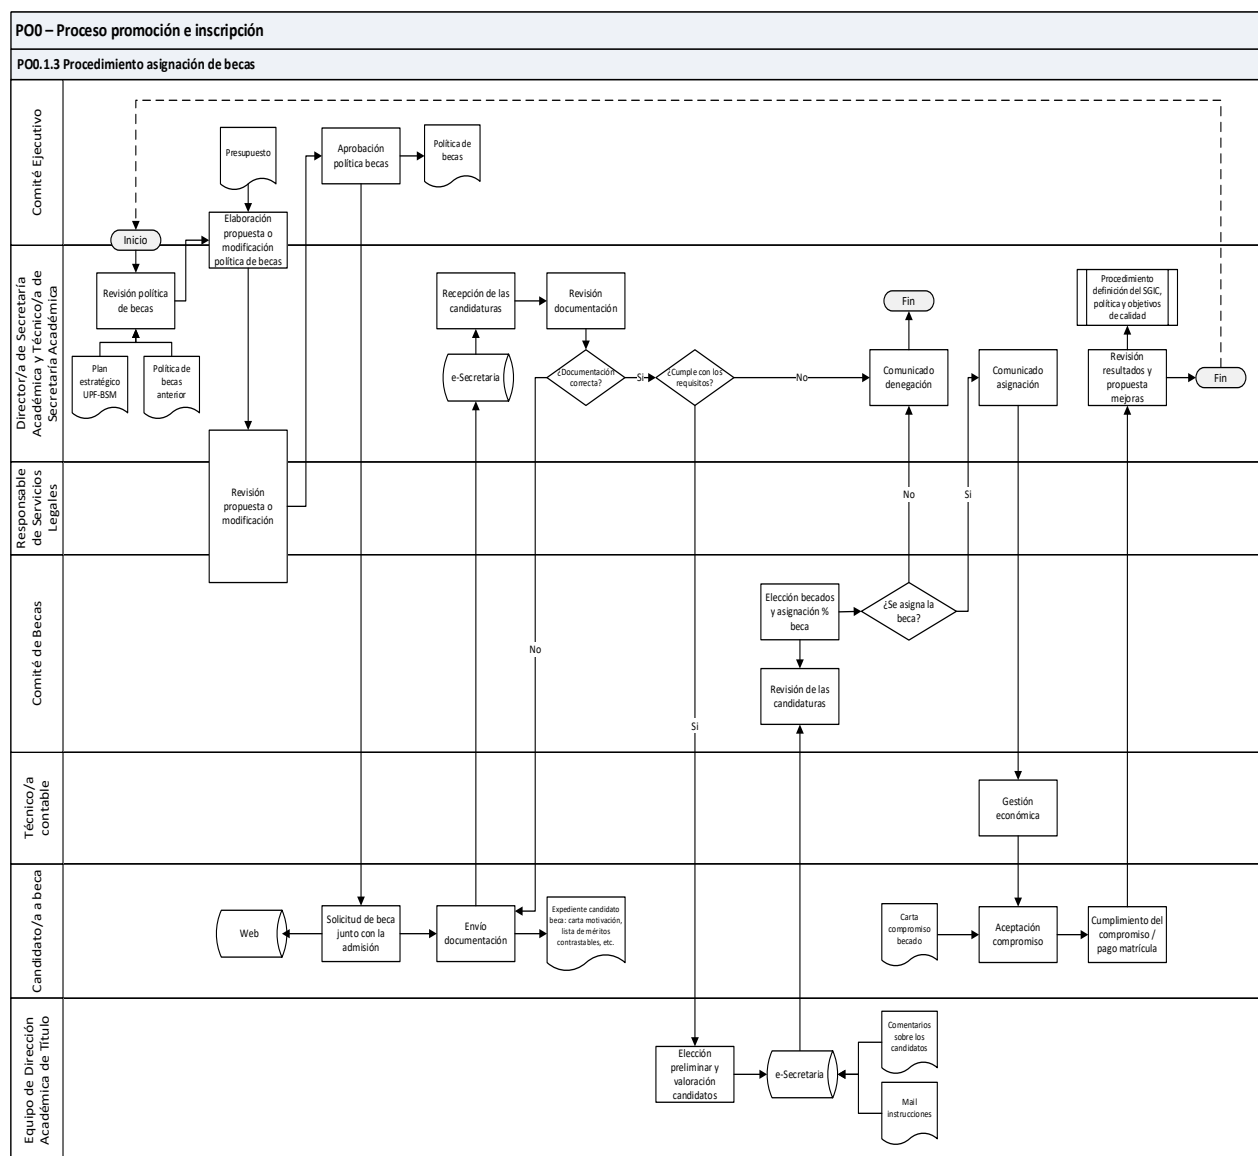 PO0 – Proceso promoción e inscripción
PO0.1.3 Procedimiento asignación de becas
Comité Ejecutivo
Presupuesto
Aprobación
política becas
Política de
becas
Inicio
Elaboración
propuesta o
modificación
política de becas
Director/a de Secretaría
Académica y Técnico/a de
Secretaría Académica
Revisión política
de becas
Plan
estratégico
UPF-BSM
Política de
becas
anterior
Recepción de las
candidaturas
Revisión
documentación
e-Secretaria
¿Documentación
correcta?
Si
¿Cumple con los
requisitos?
No
Fin
Comunicado
denegación
Comunicado
asignación
Procedimiento
definición del SGIC,
política y objetivos
de calidad
Revisión
resultados y
propuesta
mejoras
Fin
Responsable
de Servicios
Legales
Revisión
propuesta o
modificación
No
Si
Comité de Becas
Elección becados
y asignación %
beca
¿Se asigna la
beca?
No
Revisión de las
candidaturas
Si
Técnico/a
contable
Gestión
económica
Candidato/a a beca
Web
Solicitud de beca
junto con la
admisión
Envío
documentación
Expediente candidato
beca: carta motivación,
lista de méritos
contrastables, etc.
Carta
compromiso
becado
Aceptación
compromiso
Cumplimiento del
compromiso /
pago matrícula
Equipo de Dirección
Académica de Título
Elección
preliminar y
valoración
candidatos
e-Secretaria
Comentarios
sobre los
candidatos
Mail
instrucciones